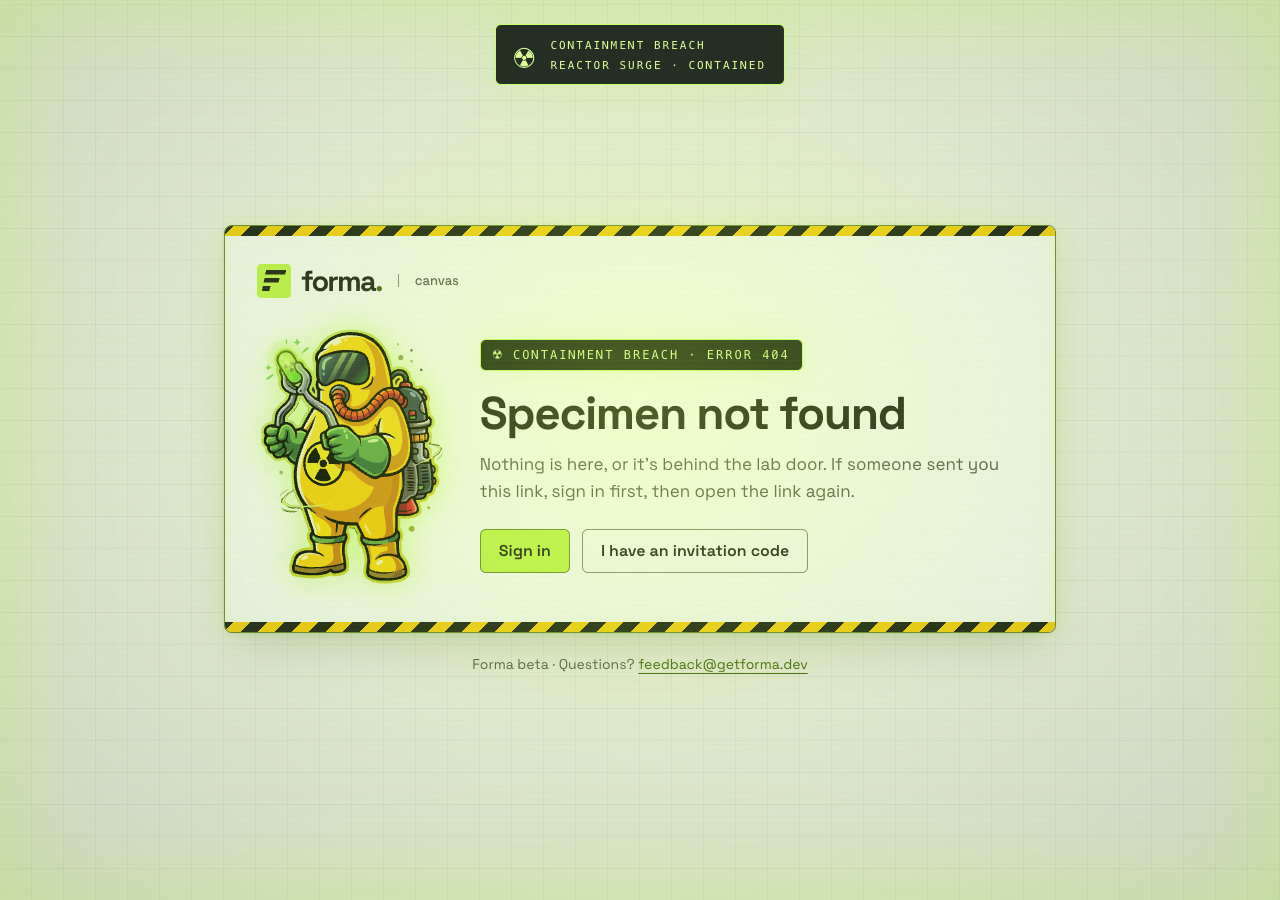 CONTAINMENT BREACH
☢ REACTOR SURGE · CONTAINED
forma. | canvas
☢ CONTAINMENT BREACH · ERROR 404
Specimen not found
Nothing is here, or it's behind the lab door. If someone sent you
this link, sign in first, then open the link again.
Sign in
I have an invitation code
Forma beta · Questions? feedback@getforma.dev